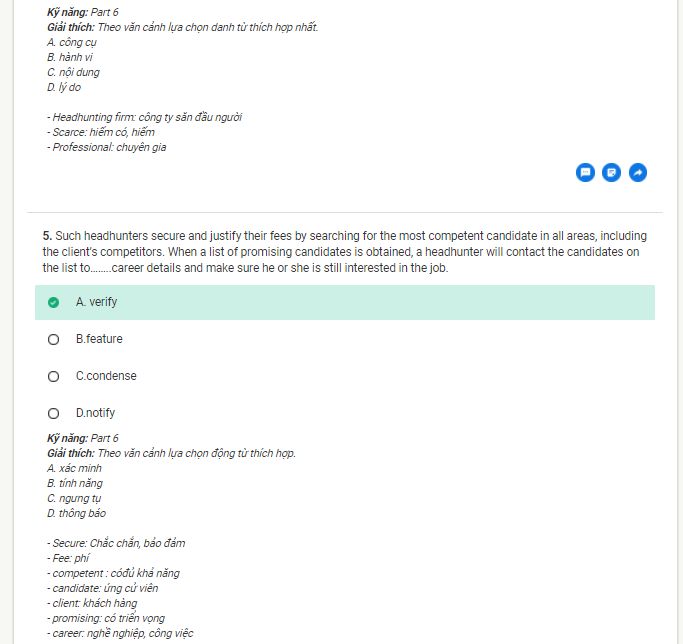 Kỹ năng: Part 6
Giải thích: Theo văn cảnh lựa chọn danh từ thích hợp nhất.
A. công cụ
B. hành vi
C. nội dung
D. lý do
- Headhunting firm: công ty săn đầu người
- Scarce: hiếm có, hiếm
- Professional: chuyên gia
5. Such headhunters secure and justify their fees by searching for the most competent candidate in all areas, including
the client's competitors. When a list of promising candidates is obtained, a headhunter will contact the candidates on
the list to........career details and make sure he or she is still interested in the job.
A. verify
B.feature
C.condense
D.notify
Kỹ năng: Part 6
Giải thích: Theo văn cảnh lựa chọn động từ thích hợp.
A. xác minh
B. tính năng
C. ngưng tụ
D. thông báo
- Secure: Chắc chắn, bảo đảm
- Fee: phí
- competent : cóđủ khả năng
- candidate: ứng cử viên
- client: khách hàng
- promising: có triển vọng
- career: nghề nghiệp, công việc